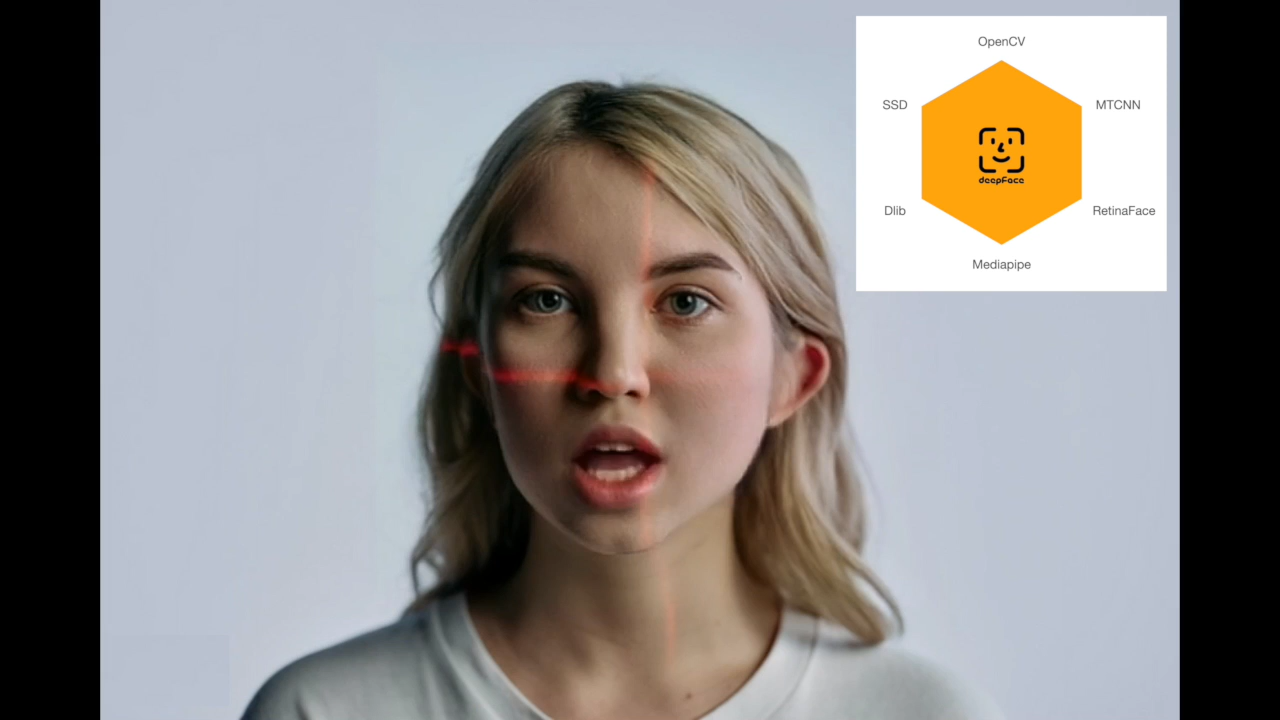 OpenCV
SSD
MTCNN
deepFace
Dlib
RetinaFace
Mediapipe